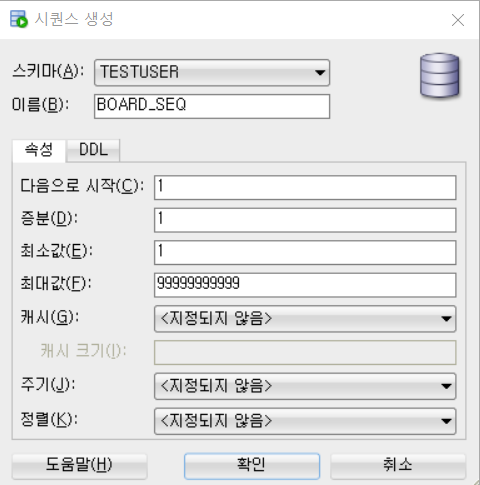 시퀀스 생성
스키마(A): TESTUSER
이름(B): BOARD_SEQ
속성 DDL
다음으로 시작(C): 1
증분(D): 1
최소값(E): 1
최대값(F): 99999999999
캐시(G): <지정되지 않음>
캐시 크기(I):
주기(J): <지정되지 않음>
정렬(K): <지정되지 않음>
도움말(H) 확인 취소